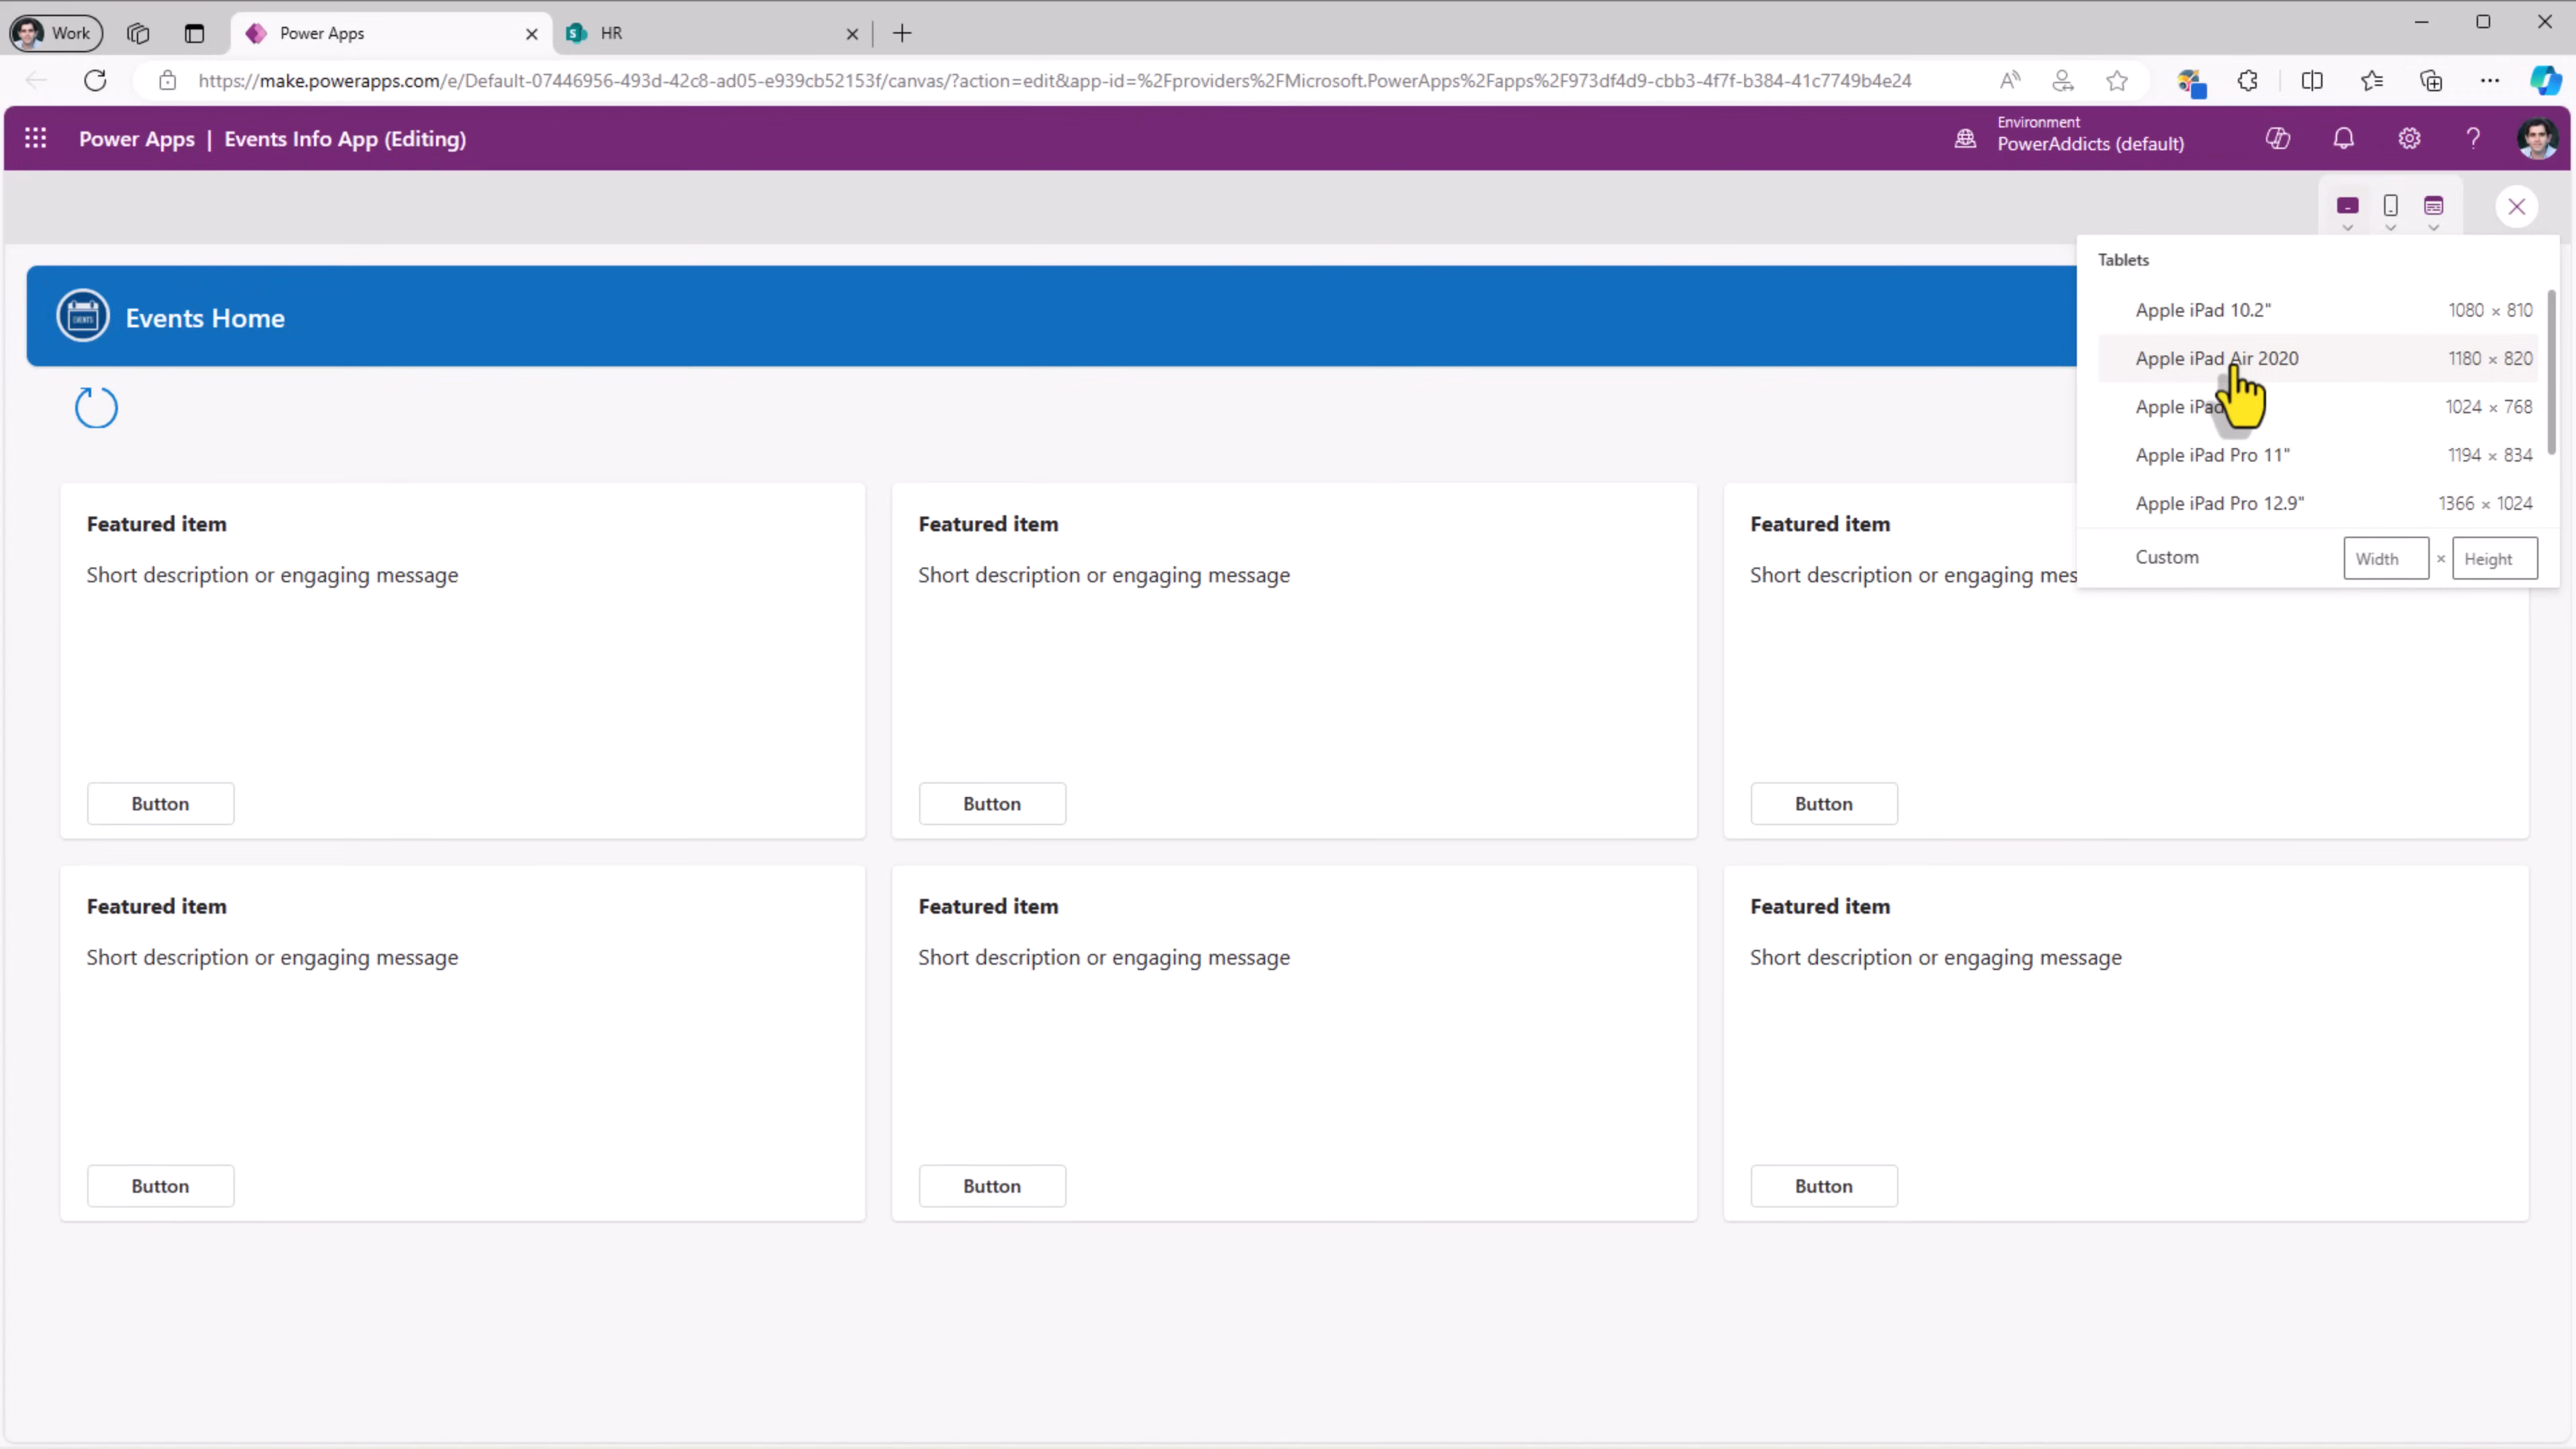 Work
Power Apps
HR
https://make.powerapps.com/e/Default-07446956-493d-42c8-ad05-e939cb52153f/canvas/?action=edit&app-id=%2Fproviders%2FMicrosoft.PowerApps%2Fapps%2F973df4d9-cbb3-4f7f-b384-41c7749b4e24
Power Apps | Events Info App (Editing)
Environment
PowerAddicts (default)
Tablets
Apple iPad 10.2" 1080 × 810
Apple iPad Air 2020 1180 × 820
Apple iPad 1024 × 768
Apple iPad Pro 11" 1194 × 834
Apple iPad Pro 12.9" 1366 × 1024
Custom Width × Height
EVENTS
Events Home
Featured item
Short description or engaging message
Button
Featured item
Short description or engaging message
Button
Featured item
Short description or engaging mes
Button
Featured item
Short description or engaging message
Button
Featured item
Short description or engaging message
Button
Featured item
Short description or engaging message
Button